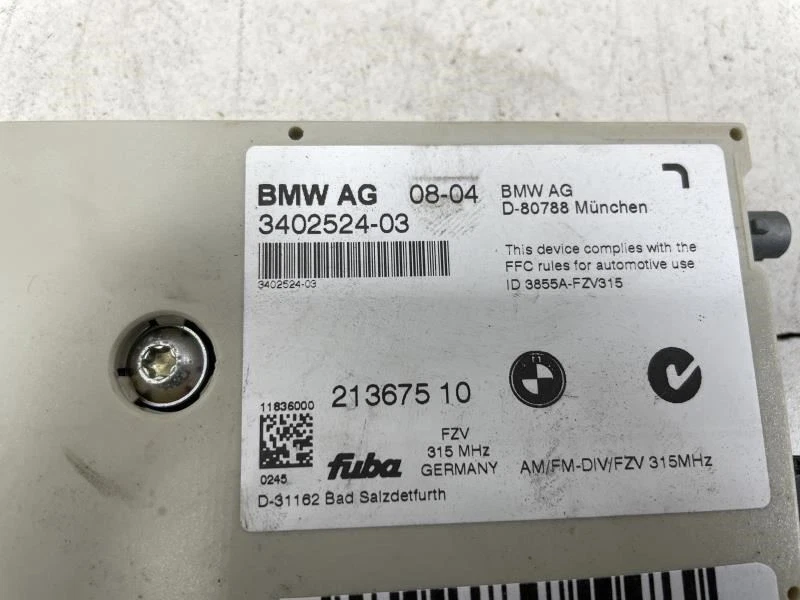 BMW AG 08-04
3402524-03
3402524-03
BMW AG
D-80788 München
This device complies with the
FFC rules for automotive use
ID 3855A-FZV315
11836000
213675 10
0245
fuba
FZV
315 MHz
GERMANY
AM/FM-DIV/FZV 315MHz
D-31162 Bad Salzdetfurth